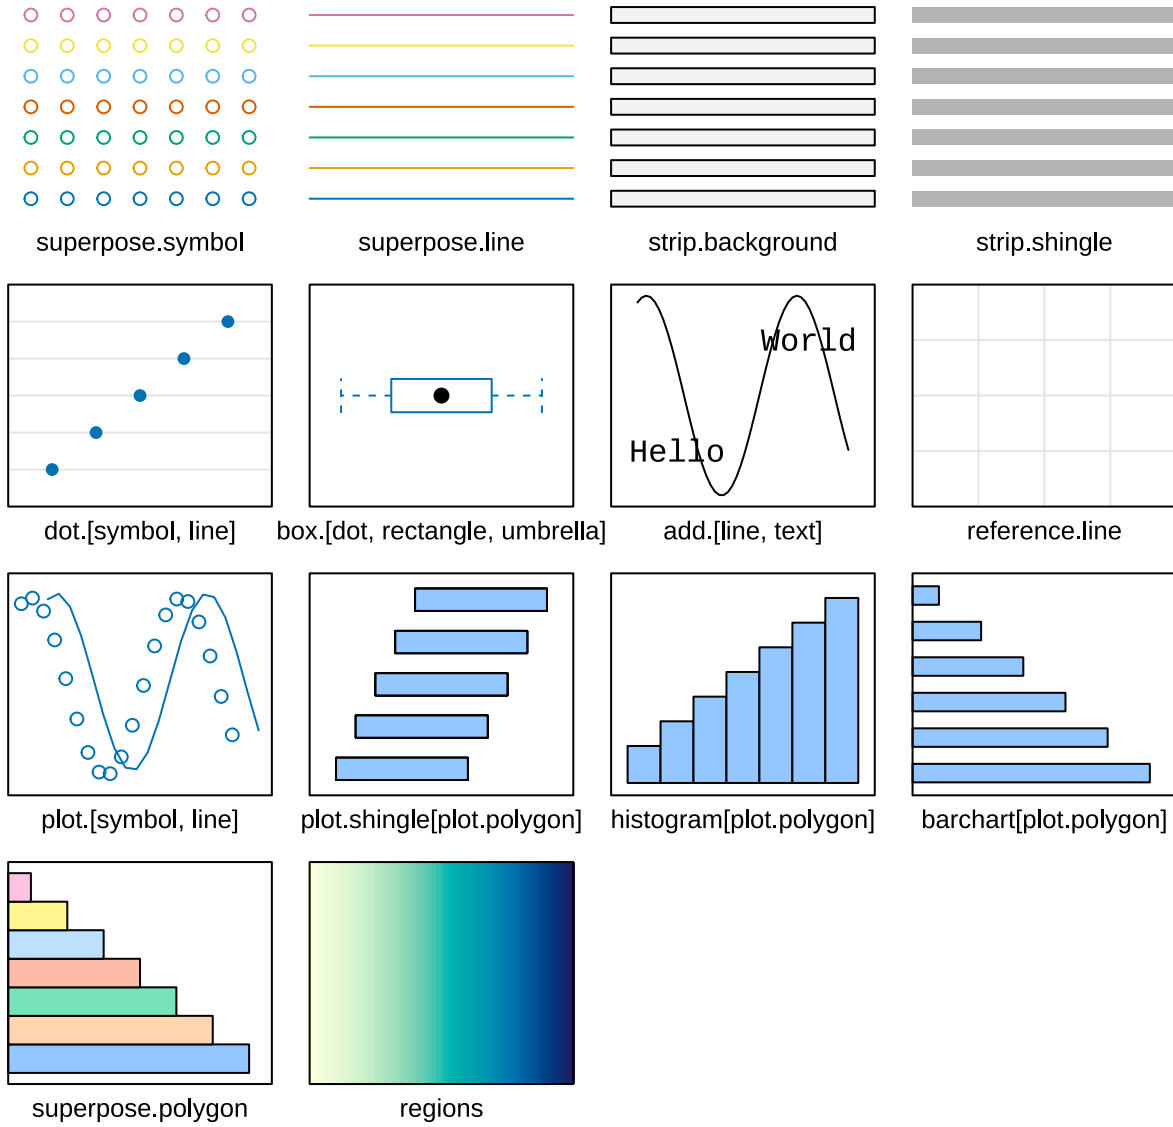 superpose.symbol
superpose.line
strip.background
strip.shingle
World
Hello
dot.[symbol, line]
box.[dot, rectangle, umbrella]
add.[line, text]
reference.line
plot.[symbol, line]
plot.shingle[plot.polygon]
histogram[plot.polygon]
barchart[plot.polygon]
superpose.polygon
regions